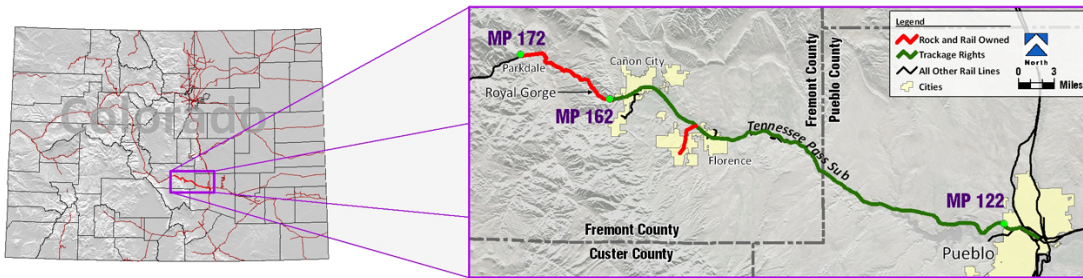 Colorado
MP 172
Parkdale
Royal Gorge
MP 162
Cañon City
Florence
Tennessee Pass Sub
Fremont County
Pueblo County
MP 122
Pueblo
Fremont County
Custer County
Legend
Rock and Rail Owned
Trackage Rights
All Other Rail Lines
Cities
North
0 3
Miles